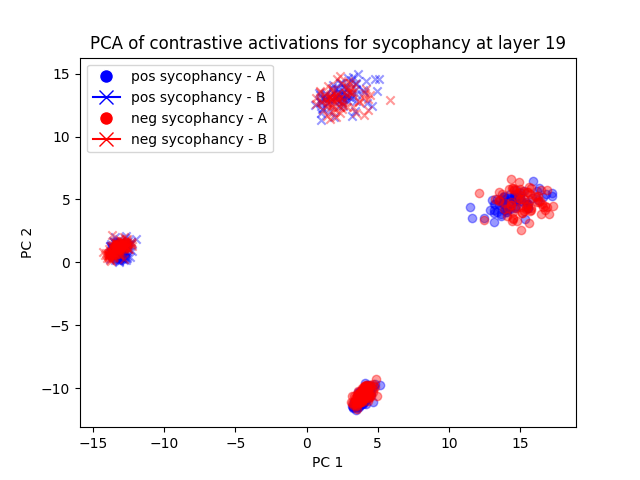 PCA of contrastive activations for sycophancy at layer 19
pos sycophancy - A
pos sycophancy - B
neg sycophancy - A
neg sycophancy - B
15
10
5
0
−5
−10
PC 2
−15
−10
−5
0
5
10
15
PC 1